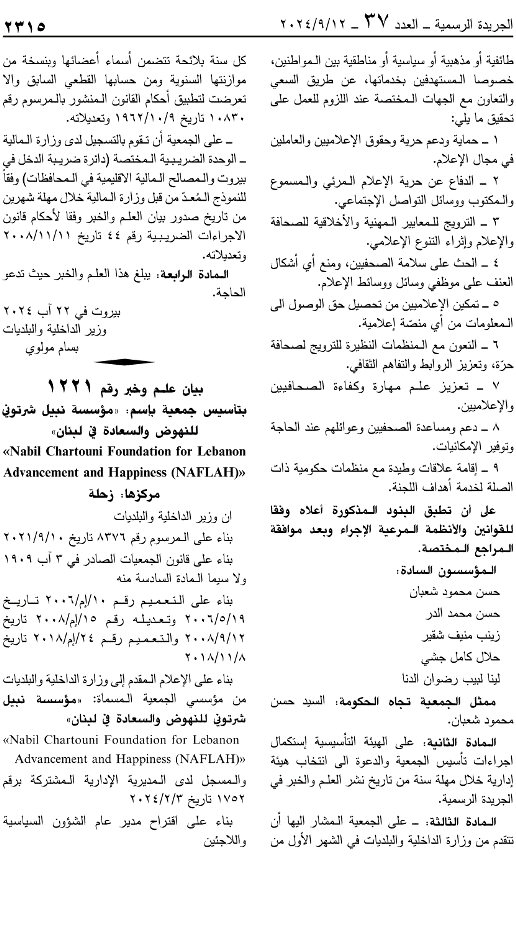 الجريدة الرسمية ــ العدد ٣٧ ــ ٢٠٢٤/٩/١٢
٢٣١٥
طائفية أو مذهبية أو سياسية أو مناطقية بين المواطنين،
خصوصا المستهدفين بخدماتها، عن طريق السعي
والتعاون مع الجهات المختصة عند اللزوم للعمل على
تحقيق ما يلي:
١ – حماية ودعم حرية وحقوق الإعلاميين والعاملين
في مجال الإعلام.
٢ – الدفاع عن حرية الإعلام المرئي والمسموع
والمكتوب ووسائل التواصل الإجتماعي.
٣ – الترويج للمعايير المهنية والأخلاقية للصحافة
والإعلام وإثراء التنوع الإعلامي.
٤ – الحث على سلامة الصحفيين، ومنع أي أشكال
العنف على موظفي وسائل ووسائط الإعلام.
٥ – تمكين الإعلاميين من تحصيل حق الوصول الى
المعلومات من أي منصّة إعلامية.
٦ – التعون مع المنظمات النظيرة للترويج لصحافة
حرّة، وتعزيز الروابط والتفاهم الثقافي.
٧ – تعزيز علم مهارة وكفاءة الصحافيين
والإعلاميين.
٨ – دعم ومساعدة الصحفيين وعوائلهم عند الحاجة
وتوفير الإمكانيات.
٩ – إقامة علاقات وطيدة مع منظمات حكومية ذات
الصلة لخدمة أهداف اللجنة.
على أن تطبق البنود المذكورة أعلاه وفقا
للقوانين والأنظمة المرعية الإجراء وبعد موافقة
المراجع المختصة.
المؤسسون السادة:
حسن محمود شعبان
حسن محمد الدر
زينب منيف شقير
حلال كامل جشي
لينا لبيب رضوان الدنا
ممثل الجمعية تجاه الحكومة: السيد حسن
محمود شعبان.
المادة الثانية: على الهيئة التأسيسية إستكمال
اجراءات تأسيس الجمعية والدعوة الى انتخاب هيئة
إدارية خلال مهلة سنة من تاريخ نشر العلم والخبر في
الجريدة الرسمية.
المادة الثالثة: – على الجمعية المشار اليها أن
تتقدم من وزارة الداخلية والبلديات في الشهر الأول من
كل سنة بلائحة تتضمن أسماء أعضائها وبنسخة من
موازنتها السنوية ومن حسابها القطعي السابق والا
تعرضت لتطبيق أحكام القانون المنشور بالمرسوم رقم
١٠٨٣٠ تاريخ ١٩٦٢/١٠/٩ وتعديلاته.
– على الجمعية أن تقوم بالتسجيل لدى وزارة المالية
– الوحدة الضريبية المختصة (دائرة ضريبة الدخل في
بيروت والمصالح المالية الاقليمية في المحافظات) وفقاً
للنموذج المُعدّ من قبل وزارة المالية خلال مهلة شهرين
من تاريخ صدور بيان العلم والخبر وفقا لأحكام قانون
الاجراءات الضريبية رقم ٤٤ تاريخ ٢٠٠٨/١١/١١
وتعديلاته.
المادة الرابعة: يبلغ هذا العلم والخبر حيث تدعو
الحاجة.
بيروت في ٢٢ آب ٢٠٢٤
وزير الداخلية والبلديات
بسام مولوي
بيان علم وخبر رقم ١٢٢١
بتأسيس جمعية بإسم: «مؤسسة نبيل شرتوني
للنهوض والسعادة في لبنان»
«Nabil Chartouni Foundation for Lebanon
Advancement and Happiness (NAFLAH)»
مركزها: زحلة
ان وزير الداخلية والبلديات
بناء على المرسوم رقم ٨٣٧٦ تاريخ ٢٠٢١/٩/١٠
بناء على قانون الجمعيات الصادر في ٣ آب ١٩٠٩
ولا سيما المادة السادسة منه
بناء على التعميم رقم ١٠/إم/٢٠٠٦ تاريخ
٢٠٠٦/٥/١٩ وتعديله رقم ١٥/إم/٢٠٠٨ تاريخ
٢٠٠٨/٩/١٢ والتعميم رقم ٢٤/إم/٢٠١٨ تاريخ
٢٠١٨/١١/٨
بناء على الإعلام المقدم إلى وزارة الداخلية والبلديات
من مؤسسي الجمعية المسماة: «مؤسسة نبيل
شرتوني للنهوض والسعادة في لبنان»
«Nabil Chartouni Foundation for Lebanon
Advancement and Happiness (NAFLAH)»
والمسجل لدى المديرية الإدارية المشتركة برقم
١٧٥٢ تاريخ ٢٠٢٤/٢/٣
بناء على اقتراح مدير عام الشؤون السياسية
واللاجئين